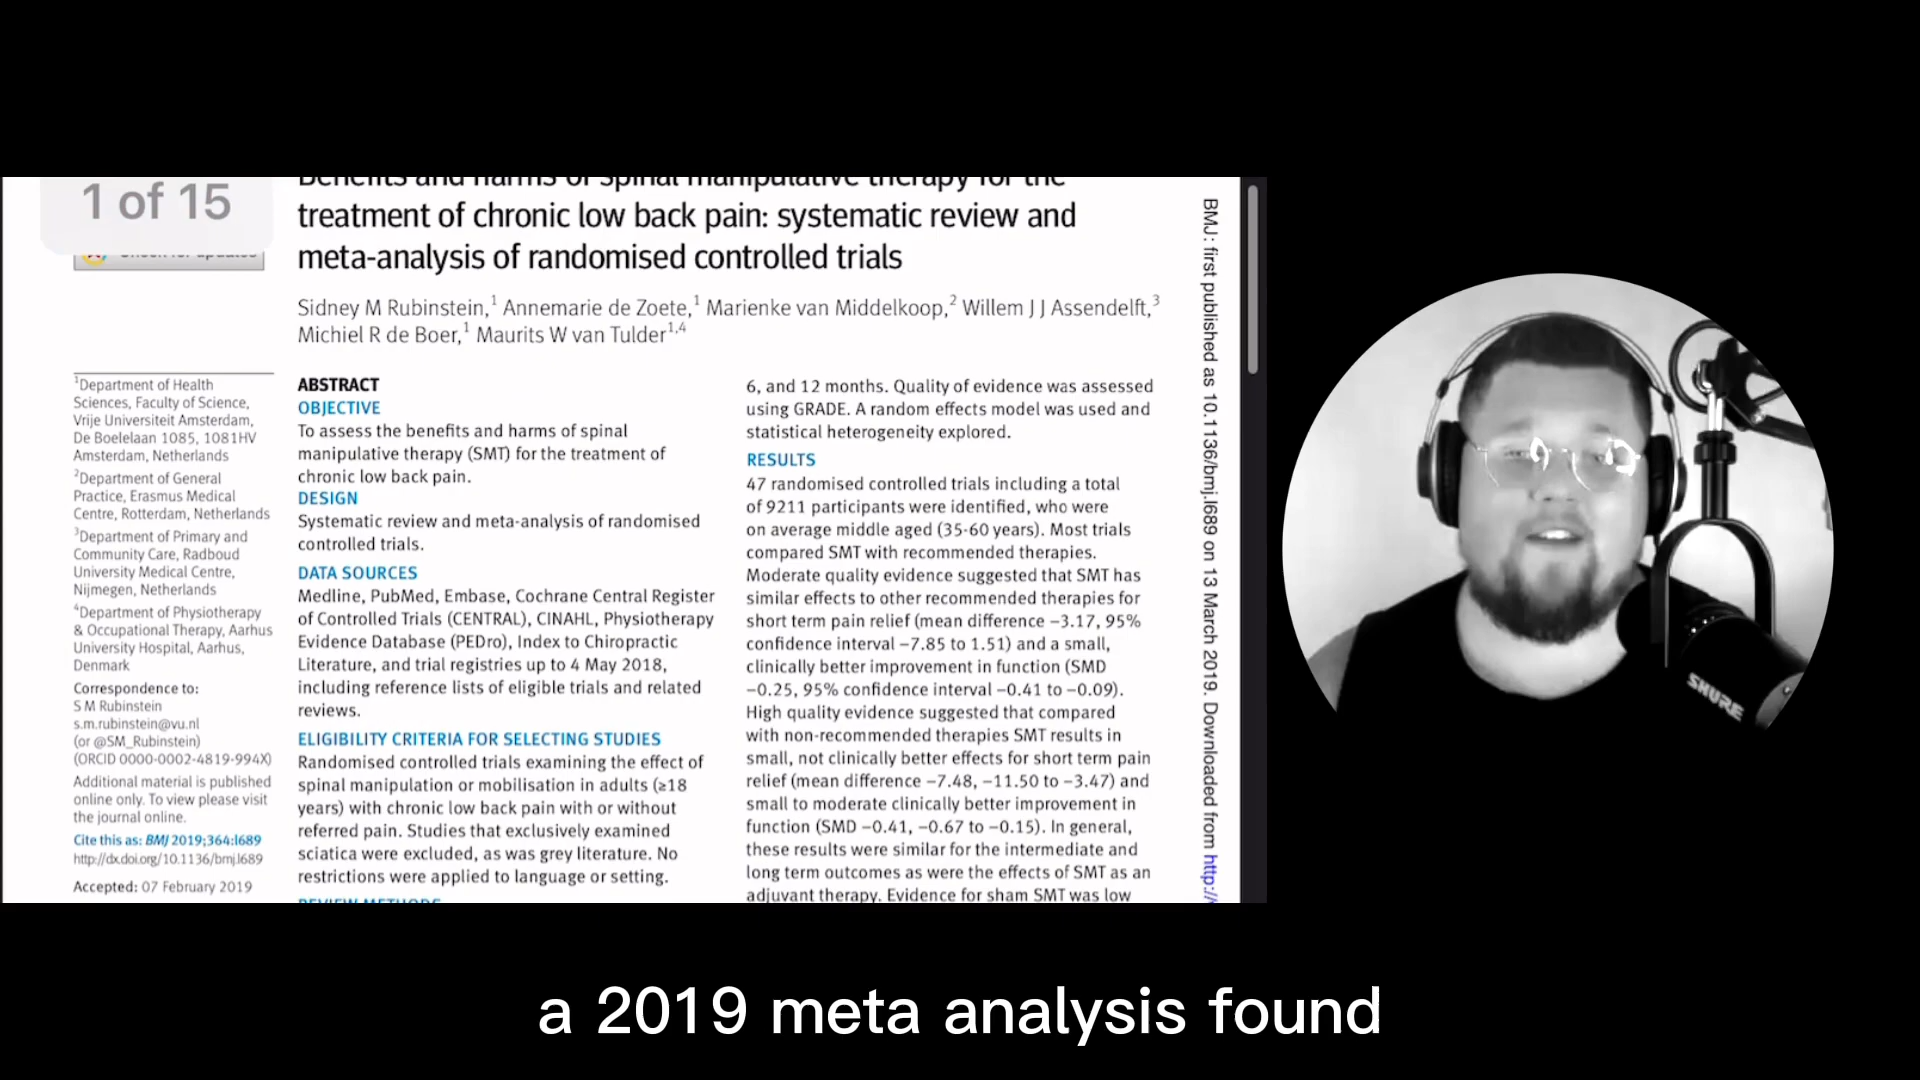 1 of 15
Check for updates
Benefits and harms of spinal manipulative therapy for the
treatment of chronic low back pain: systematic review and
meta-analysis of randomised controlled trials
Sidney M Rubinstein,1 Annemarie de Zoete,1 Marienke van Middelkoop,2 Willem J J Assendelft,3
Michiel R de Boer,1 Maurits W van Tulder1,4
1Department of Health
Sciences, Faculty of Science,
Vrije Universiteit Amsterdam,
De Boelelaan 1085, 1081HV
Amsterdam, Netherlands
2Department of General
Practice, Erasmus Medical
Centre, Rotterdam, Netherlands
3Department of Primary and
Community Care, Radboud
University Medical Centre,
Nijmegen, Netherlands
4Department of Physiotherapy
& Occupational Therapy, Aarhus
University Hospital, Aarhus,
Denmark
Correspondence to:
S M Rubinstein
s.m.rubinstein@vu.nl
(or @SM_Rubinstein)
(ORCID 0000-0002-4819-994X)
Additional material is published
online only. To view please visit
the journal online.
Cite this as: BMJ 2019;364:l689
http://dx.doi.org/10.1136/bmj.l689
Accepted: 07 February 2019
ABSTRACT
OBJECTIVE
To assess the benefits and harms of spinal
manipulative therapy (SMT) for the treatment of
chronic low back pain.
DESIGN
Systematic review and meta-analysis of randomised
controlled trials.
DATA SOURCES
Medline, PubMed, Embase, Cochrane Central Register
of Controlled Trials (CENTRAL), CINAHL, Physiotherapy
Evidence Database (PEDro), Index to Chiropractic
Literature, and trial registries up to 4 May 2018,
including reference lists of eligible trials and related
reviews.
ELIGIBILITY CRITERIA FOR SELECTING STUDIES
Randomised controlled trials examining the effect of
spinal manipulation or mobilisation in adults (≥18
years) with chronic low back pain with or without
referred pain. Studies that exclusively examined
sciatica were excluded, as was grey literature. No
restrictions were applied to language or setting.
REVIEW METHODS
6, and 12 months. Quality of evidence was assessed
using GRADE. A random effects model was used and
statistical heterogeneity explored.
RESULTS
47 randomised controlled trials including a total
of 9211 participants were identified, who were
on average middle aged (35-60 years). Most trials
compared SMT with recommended therapies.
Moderate quality evidence suggested that SMT has
similar effects to other recommended therapies for
short term pain relief (mean difference −3.17, 95%
confidence interval −7.85 to 1.51) and a small,
clinically better improvement in function (SMD
−0.25, 95% confidence interval −0.41 to −0.09).
High quality evidence suggested that compared
with non-recommended therapies SMT results in
small, not clinically better effects for short term pain
relief (mean difference −7.48, −11.50 to −3.47) and
small to moderate clinically better improvement in
function (SMD −0.41, −0.67 to −0.15). In general,
these results were similar for the intermediate and
long term outcomes as were the effects of SMT as an
adjuvant therapy. Evidence for sham SMT was low
BMJ: first published as 10.1136/bmj.l689 on 13 March 2019. Downloaded from http://
SHURE
a 2019 meta analysis found